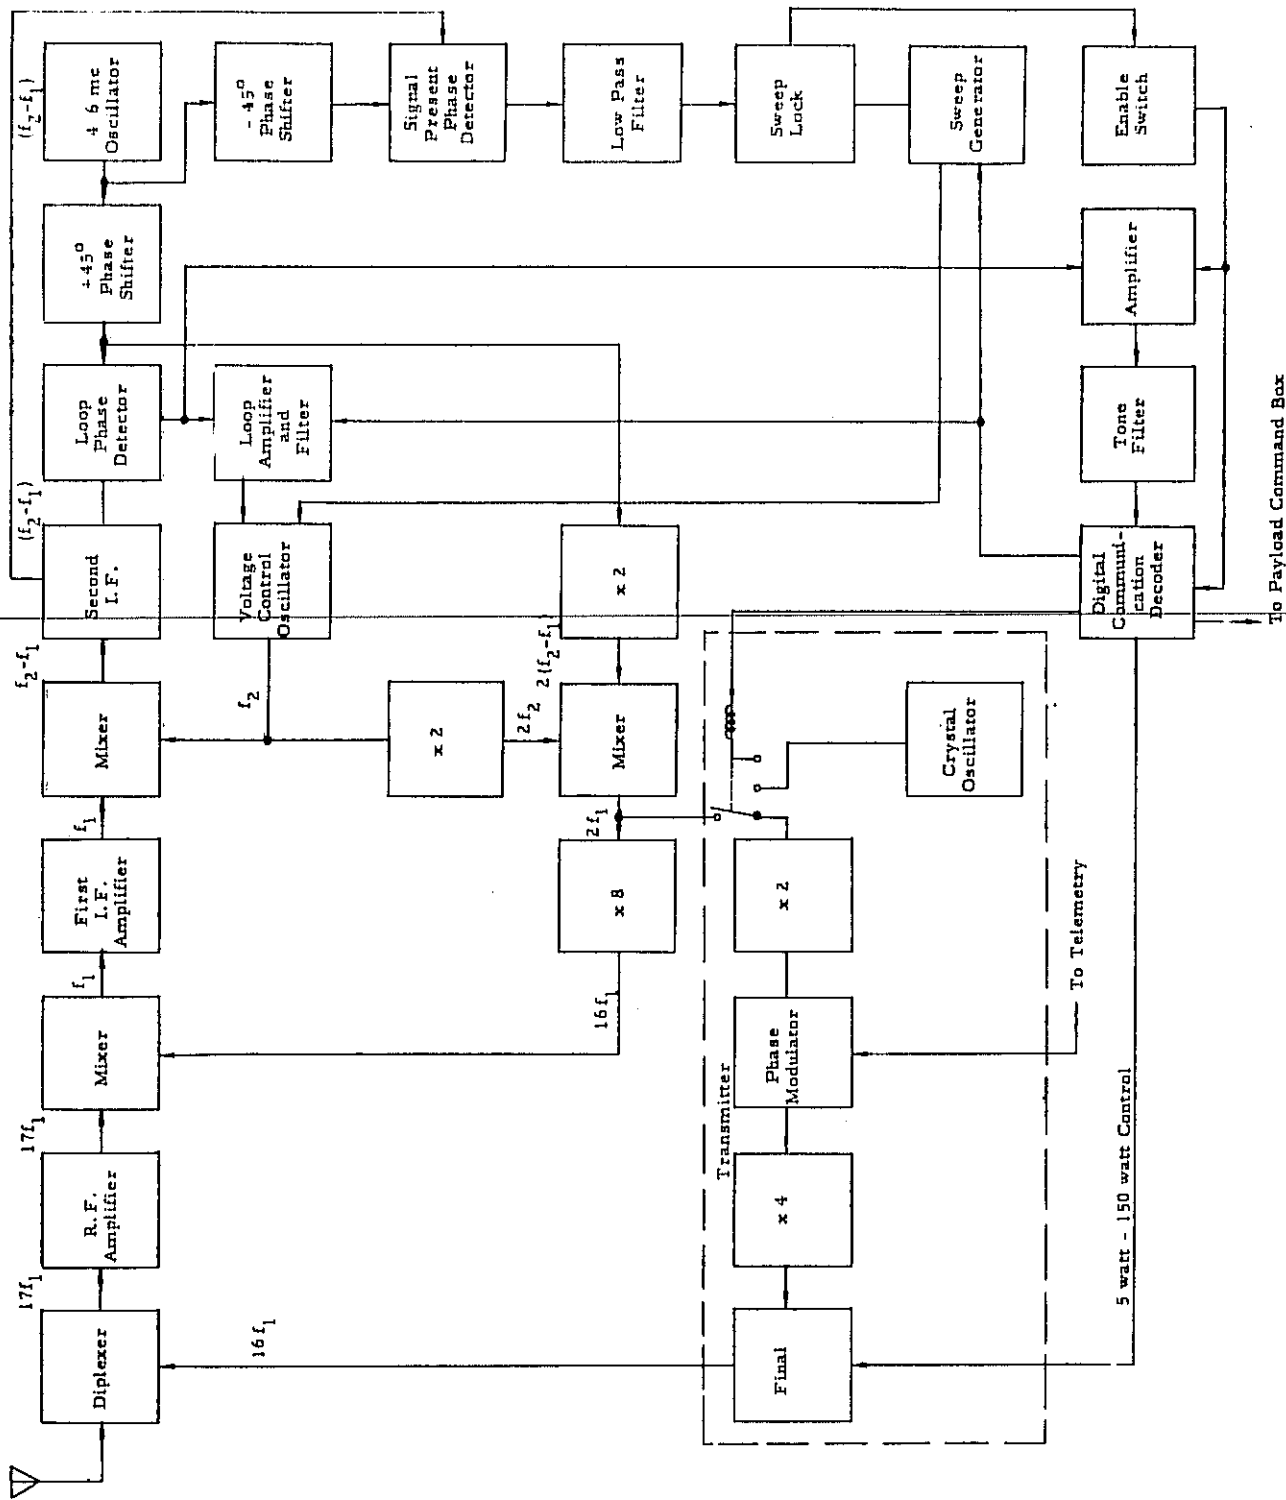 Diplexer
17f1
R.F.
Amplifier
17f1
Mixer
f1
First
I.F.
Amplifier
f1
Mixer
f2-f1
Second
I.F.
(f2-f1)
Loop
Phase
Detector
+45°
Phase
Shifter
4 6 mc
Oscillator
(f2-f1)
f2
Voltage
Control
Oscillator
Loop
Amplifier
and
Filter
-45°
Phase
Shifter
x 2
Signal
Present
Phase
Detector
16f1
16f1
x 8
2f1
2f2
Mixer
2(f2-f1)
x 2
Low Pass
Filter
Transmitter
Final
x 4
Phase
Modulator
x 2
Sweep
Lock
Crystal
Oscillator
Sweep
Generator
To Telemetry
5 watt - 150 watt Control
Digital
Communi-
cation
Decoder
Tone
Filter
Amplifier
Enable
Switch
To Payload Command Box